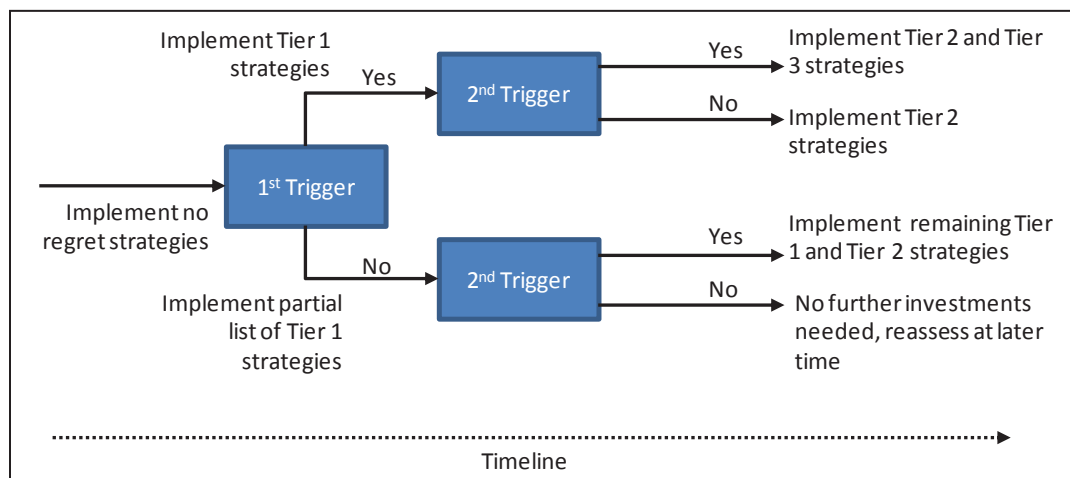 Implement Tier 1
strategies
Yes
2nd Trigger
Yes
Implement Tier 2 and Tier
3 strategies
No
Implement Tier 2
strategies
1st Trigger
Implement no
regret strategies
No
Implement partial
list of Tier 1
strategies
2nd Trigger
Yes
Implement remaining Tier
1 and Tier 2 strategies
No
No further investments
needed, reassess at later
time
Timeline